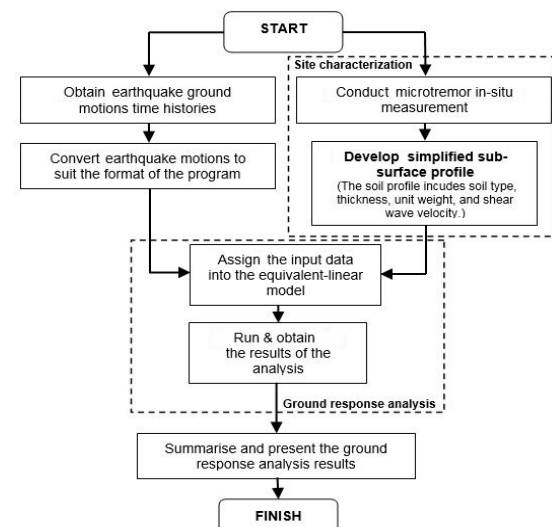 START
Site characterization
Obtain earthquake ground
motions time histories
Conduct microtremor in-situ
measurement
Convert earthquake motions to
suit the format of the program
Develop simplified sub-
surface profile
(The soil profile incudes soil type,
thickness, unit weight, and shear
wave velocity.)
Assign the input data
into the equivalent-linear
model
Run & obtain
the results of the
analysis
Ground response analysis
Summarise and present the ground
response analysis results
FINISH